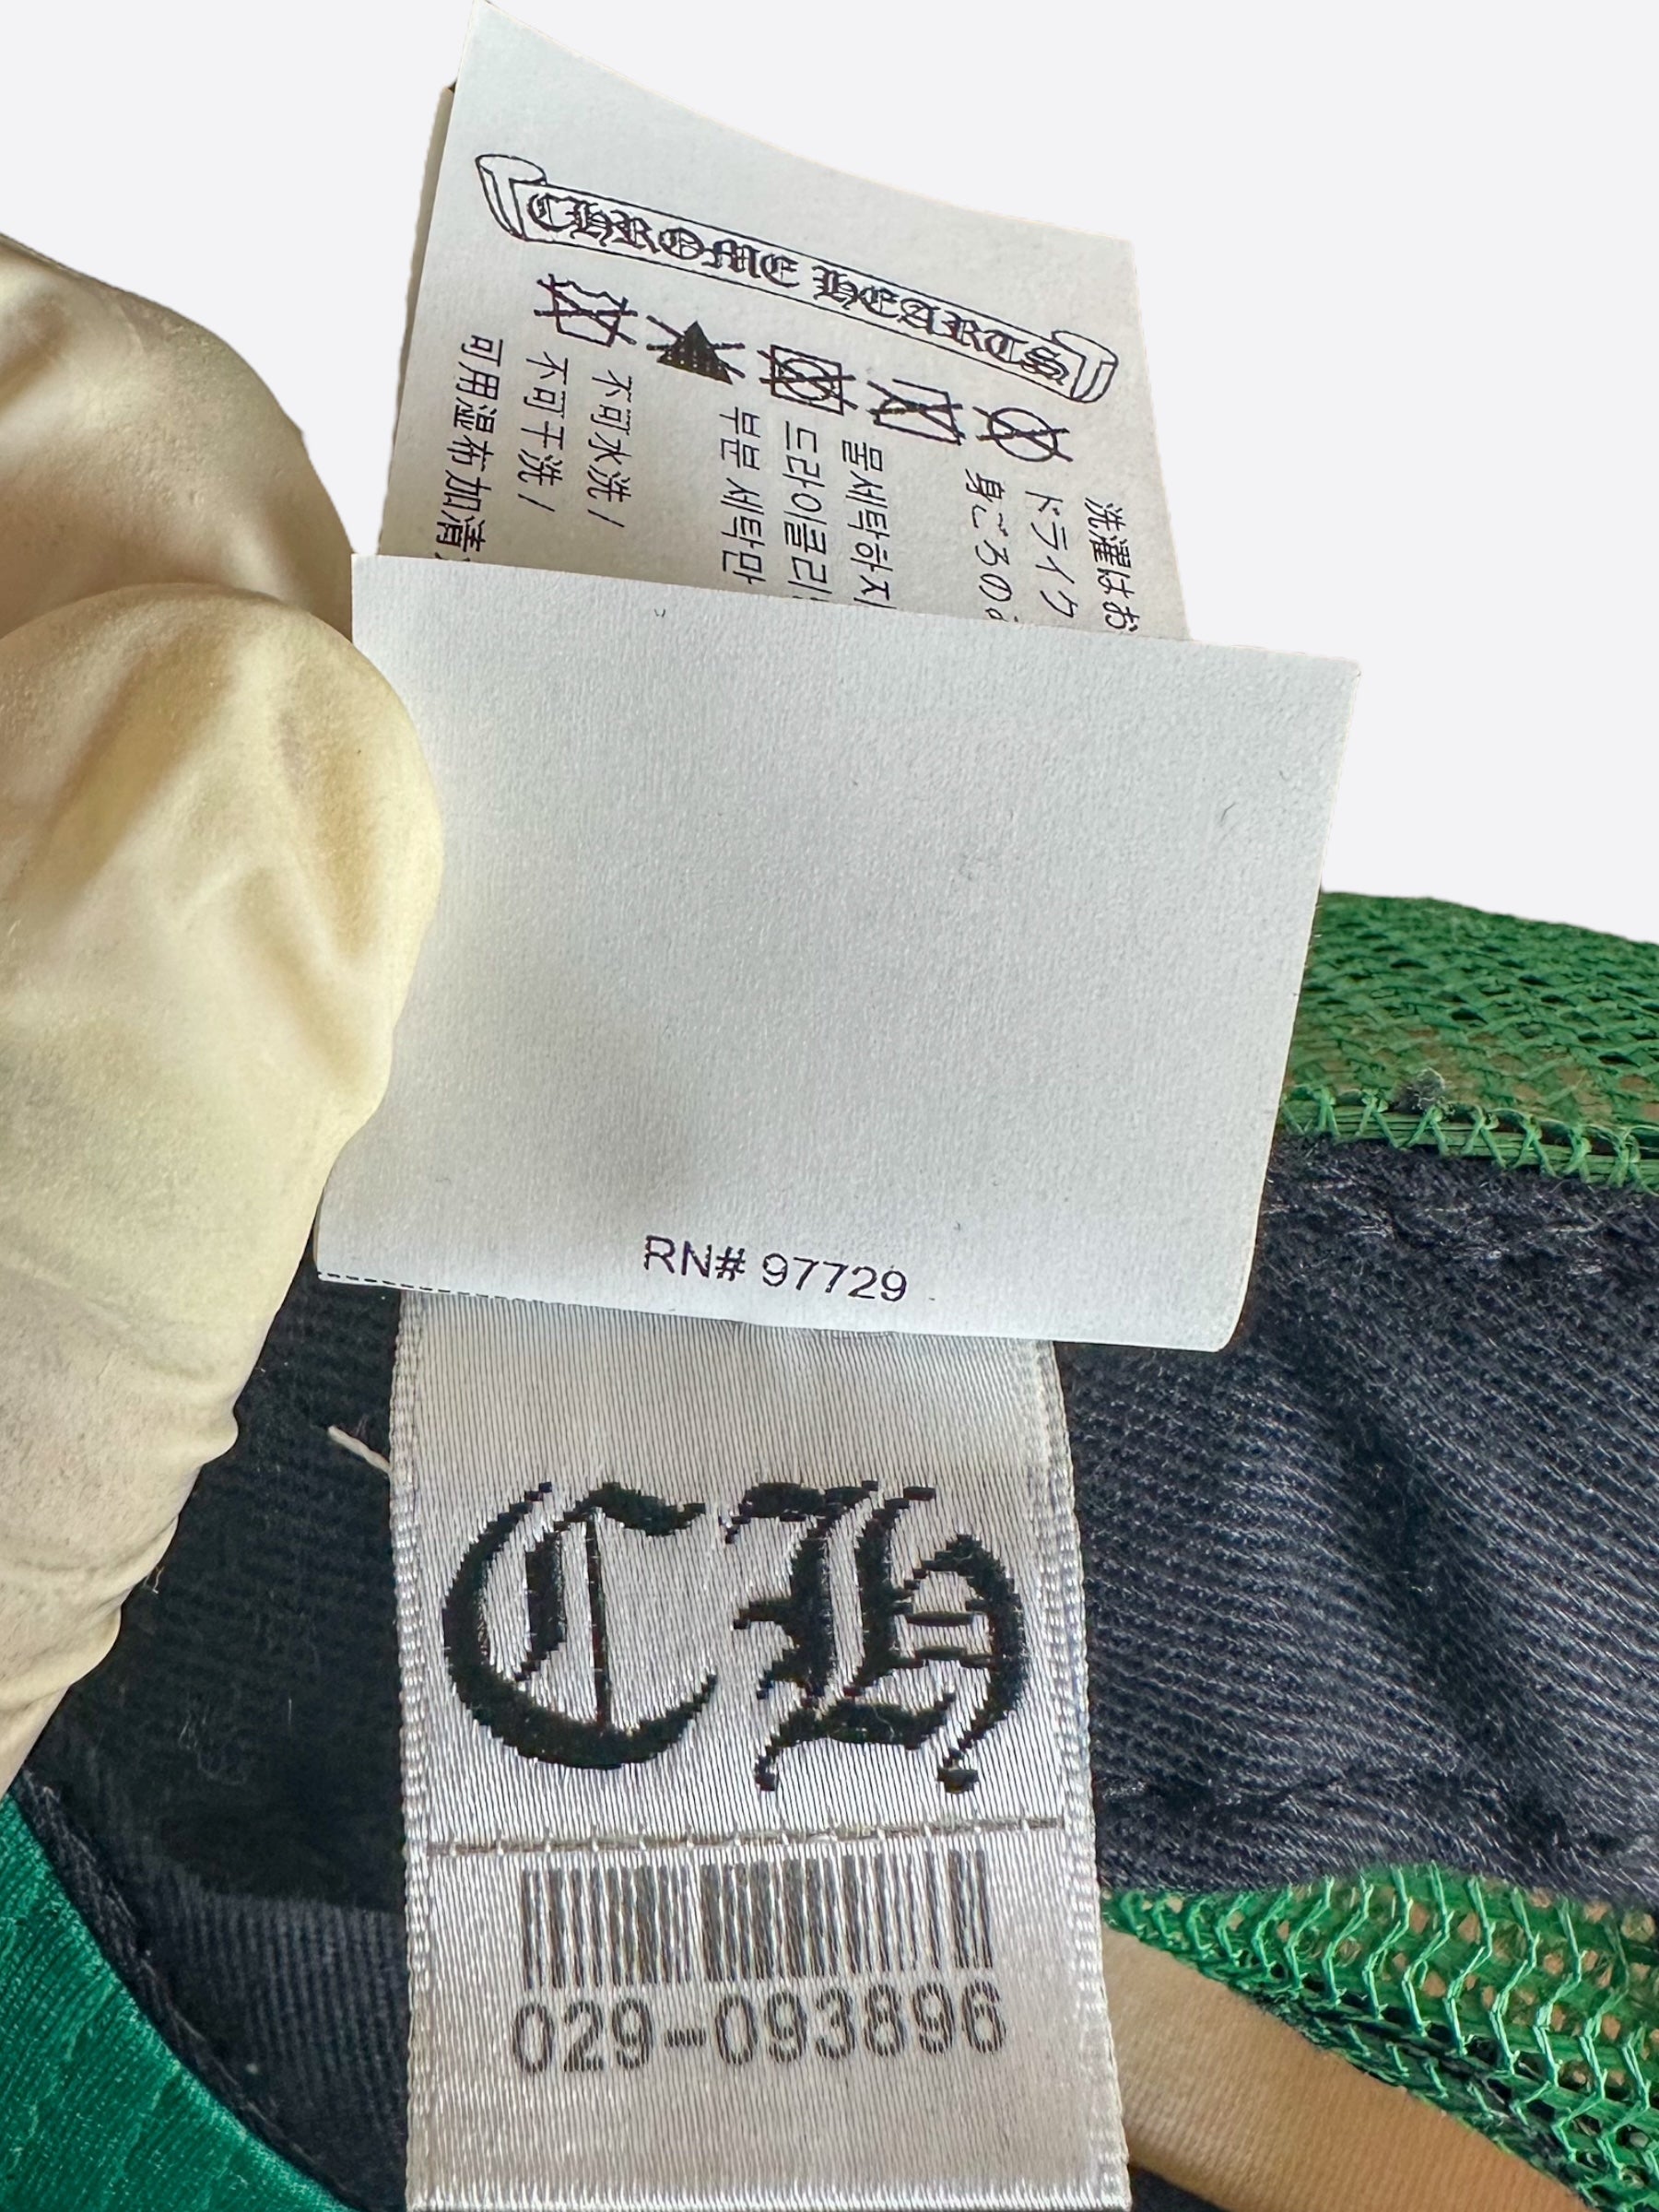 CHROME HEARTS
洗濯はお
ドライク
身ごろの
물세탁하지
드라이클리
부분 세탁만
不可水洗 /
不可干洗 /
可用湿布加清
RN# 97729
CH
029-093896